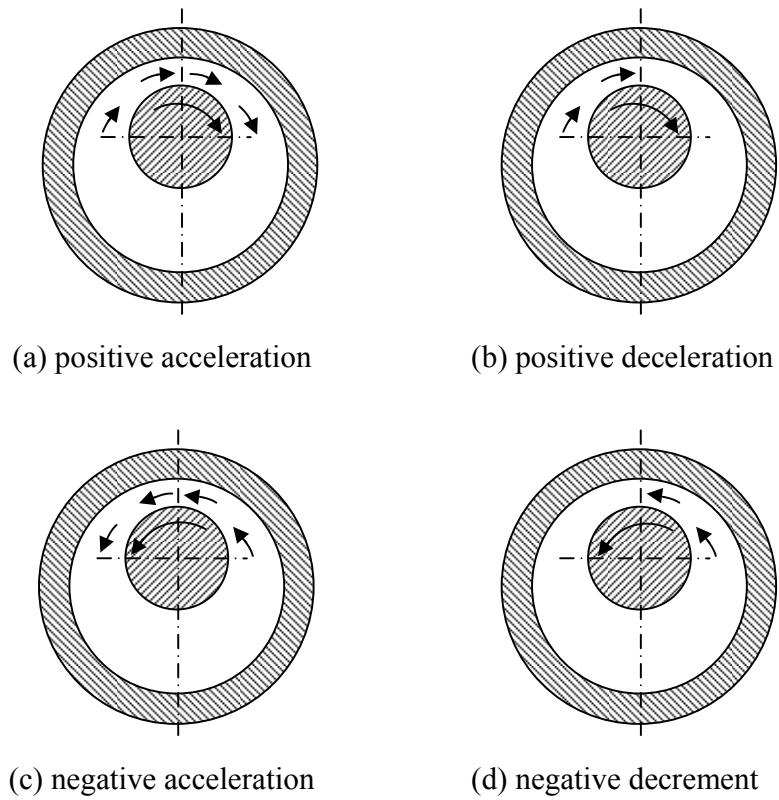 (a) positive acceleration
(b) positive deceleration
(c) negative acceleration
(d) negative decrement